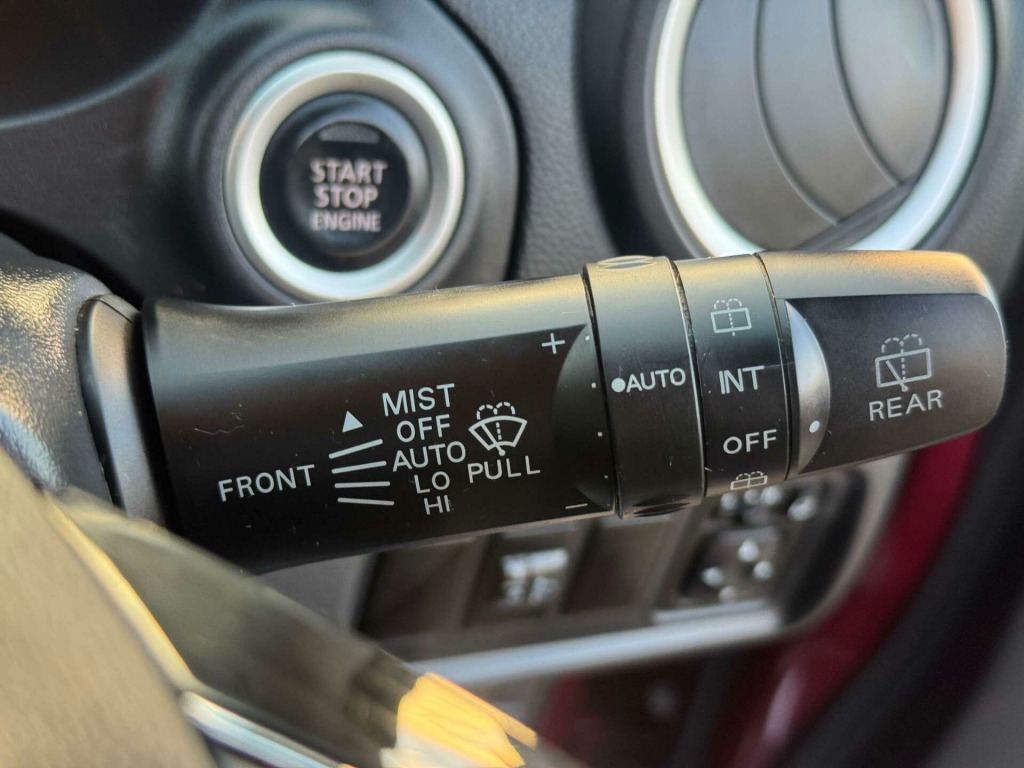 START
STOP
ENGINE
FRONT
MIST
OFF
AUTO
LO
HI
PULL
+
−
AUTO
INT
OFF
REAR